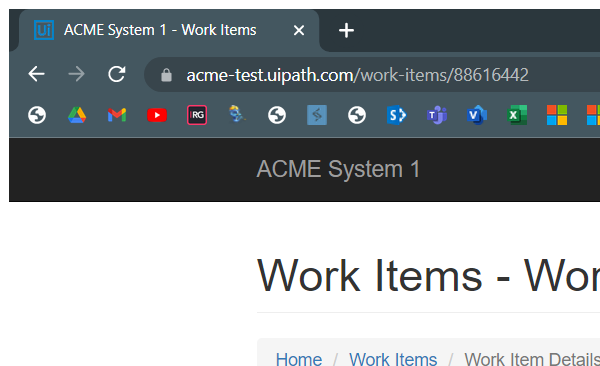 Ui ACME System 1 - Work Items
acme-test.uipath.com/work-items/88616442
RG
ACME System 1
Work Items - Wor
Home / Work Items / Work Item Details